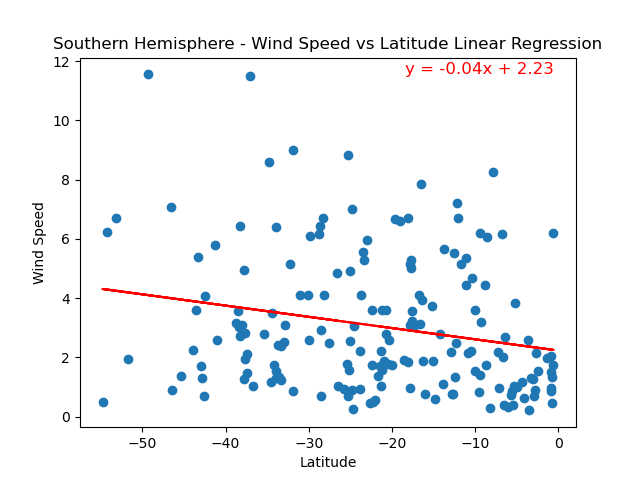 Southern Hemisphere - Wind Speed vs Latitude Linear Regression
y = -0.04x + 2.23
12
10
8
6
4
2
0
Wind Speed
−50 −40 −30 −20 −10 0
Latitude